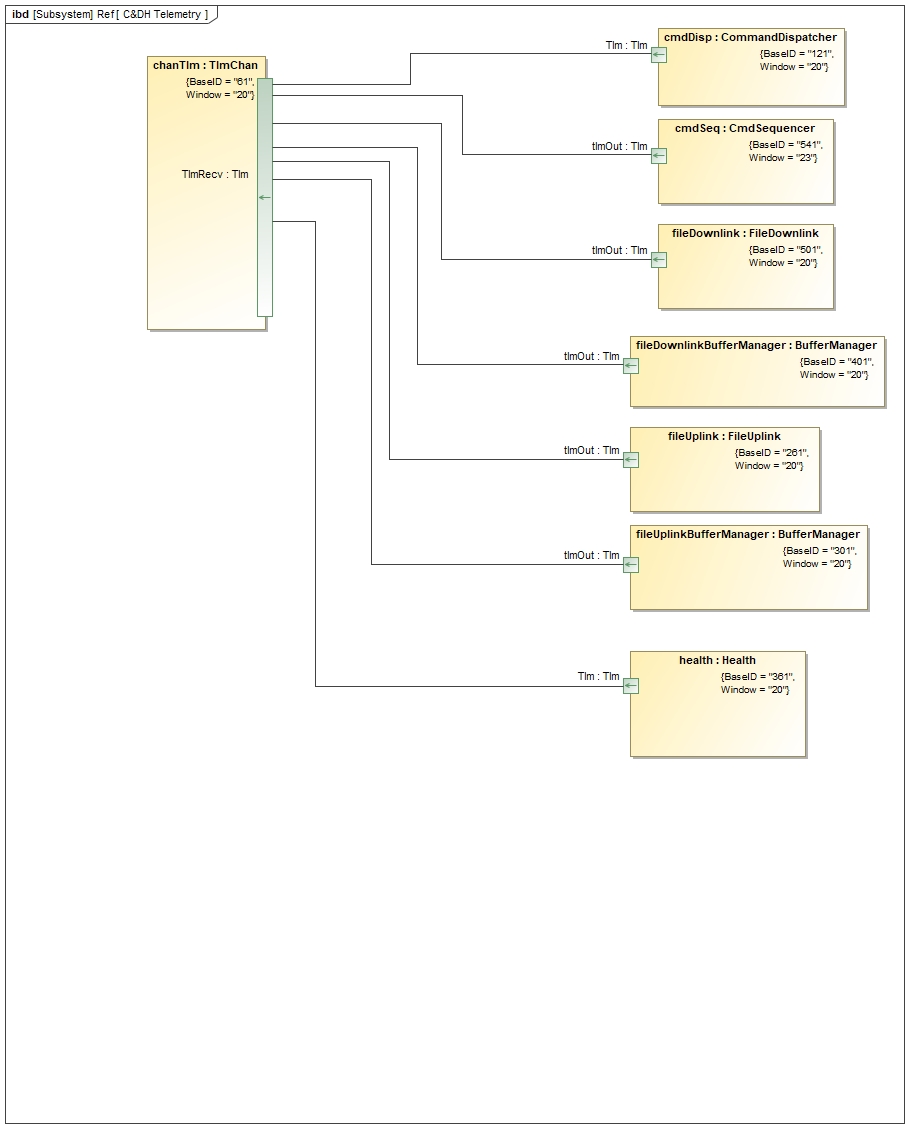 ibd [Subsystem] Ref [ C&DH Telemetry ]
chanTlm : TlmChan
{BaseID = "61",
Window = "20"}
TlmRecv : Tlm
Tlm : Tlm
cmdDisp : CommandDispatcher
{BaseID = "121",
Window = "20"}
tlmOut : Tlm
cmdSeq : CmdSequencer
{BaseID = "541",
Window = "23"}
tlmOut : Tlm
fileDownlink : FileDownlink
{BaseID = "501",
Window = "20"}
tlmOut : Tlm
fileDownlinkBufferManager : BufferManager
{BaseID = "401",
Window = "20"}
tlmOut : Tlm
fileUplink : FileUplink
{BaseID = "261",
Window = "20"}
tlmOut : Tlm
fileUplinkBufferManager : BufferManager
{BaseID = "301",
Window = "20"}
Tlm : Tlm
health : Health
{BaseID = "361",
Window = "20"}